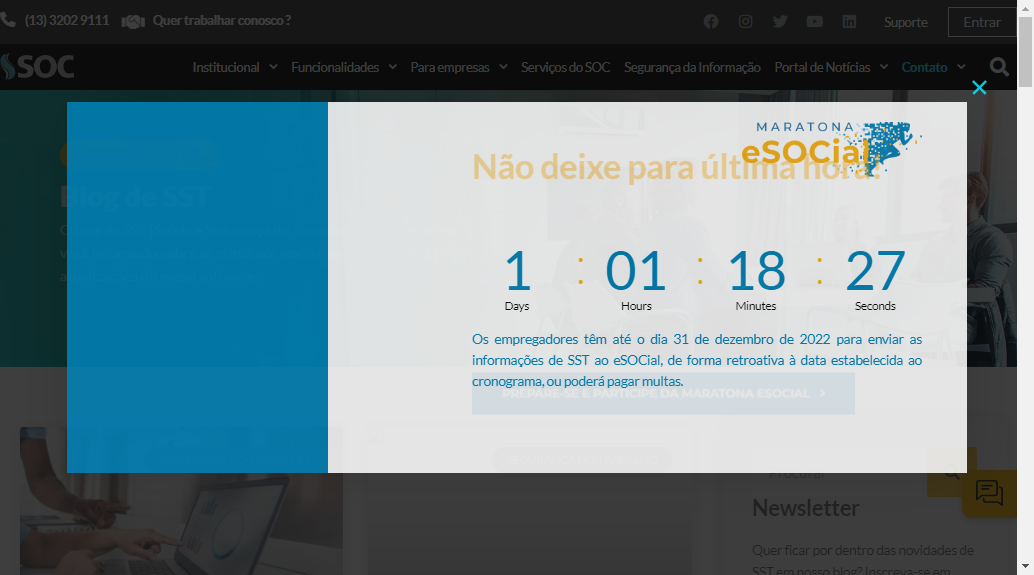 (13) 3202 9111 Quer trabalhar conosco ?
Suporte Entrar
SOC Institucional Funcionalidades Para empresas Serviços do SOC Segurança da Informação Portal de Notícias Contato
MARATONA
eSOCial
Não deixe para última hora!
Blog de SST
1 : 01 : 18 : 27
Days Hours Minutes Seconds
Os empregadores têm até o dia 31 de dezembro de 2022 para enviar as
informações de SST ao eSOCial, de forma retroativa à data estabelecida ao
cronograma, ou poderá pagar multas.
PREPARE-SE E PARTICIPE DA MARATONA ESOCIAL
Procurar
Newsletter
Quer ficar por dentro das novidades de
SST em nosso blog? Inscreva-se em